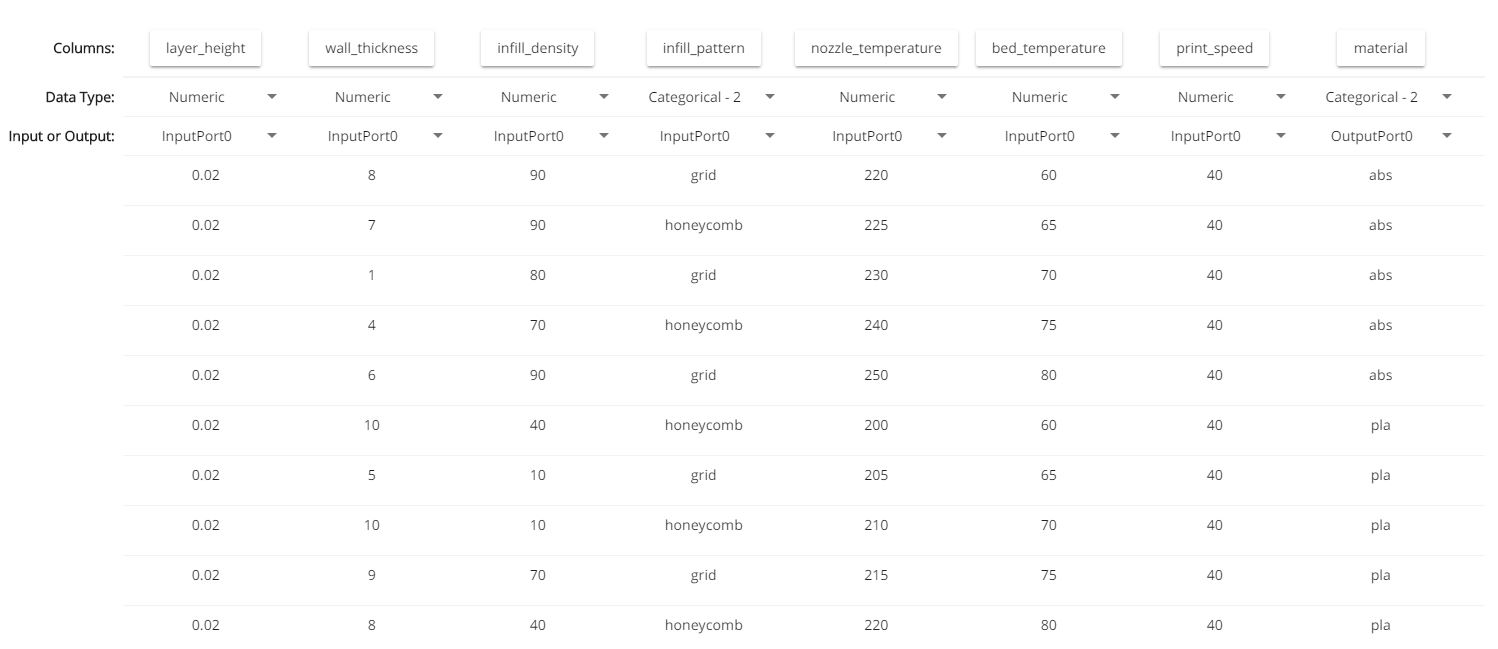 Columns: layer_height wall_thickness infill_density infill_pattern nozzle_temperature bed_temperature print_speed material
Data Type: Numeric Numeric Numeric Categorical - 2 Numeric Numeric Numeric Categorical - 2
Input or Output: InputPort0 InputPort0 InputPort0 InputPort0 InputPort0 InputPort0 InputPort0 OutputPort0
0.02 8 90 grid 220 60 40 abs
0.02 7 90 honeycomb 225 65 40 abs
0.02 1 80 grid 230 70 40 abs
0.02 4 70 honeycomb 240 75 40 abs
0.02 6 90 grid 250 80 40 abs
0.02 10 40 honeycomb 200 60 40 pla
0.02 5 10 grid 205 65 40 pla
0.02 10 10 honeycomb 210 70 40 pla
0.02 9 70 grid 215 75 40 pla
0.02 8 40 honeycomb 220 80 40 pla